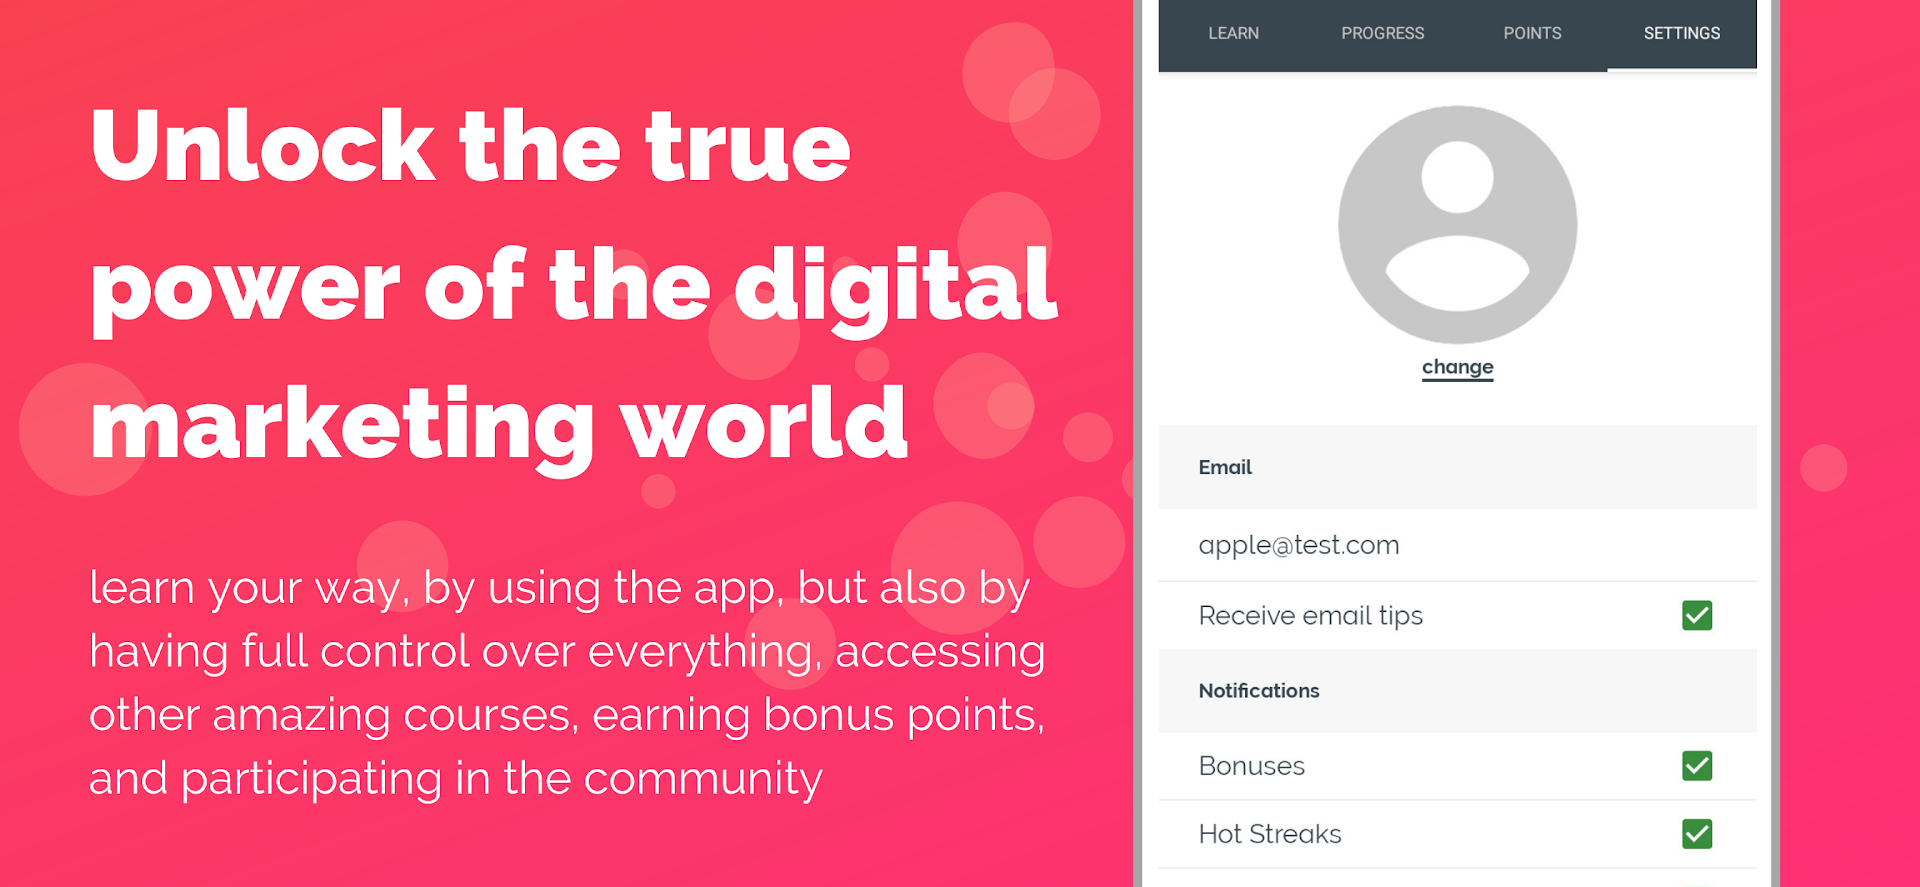 Unlock the true
power of the digital
marketing world
learn your way, by using the app, but also by
having full control over everything, accessing
other amazing courses, earning bonus points,
and participating in the community
LEARN PROGRESS POINTS SETTINGS
change
Email
apple@test.com
Receive email tips
Notifications
Bonuses
Hot Streaks